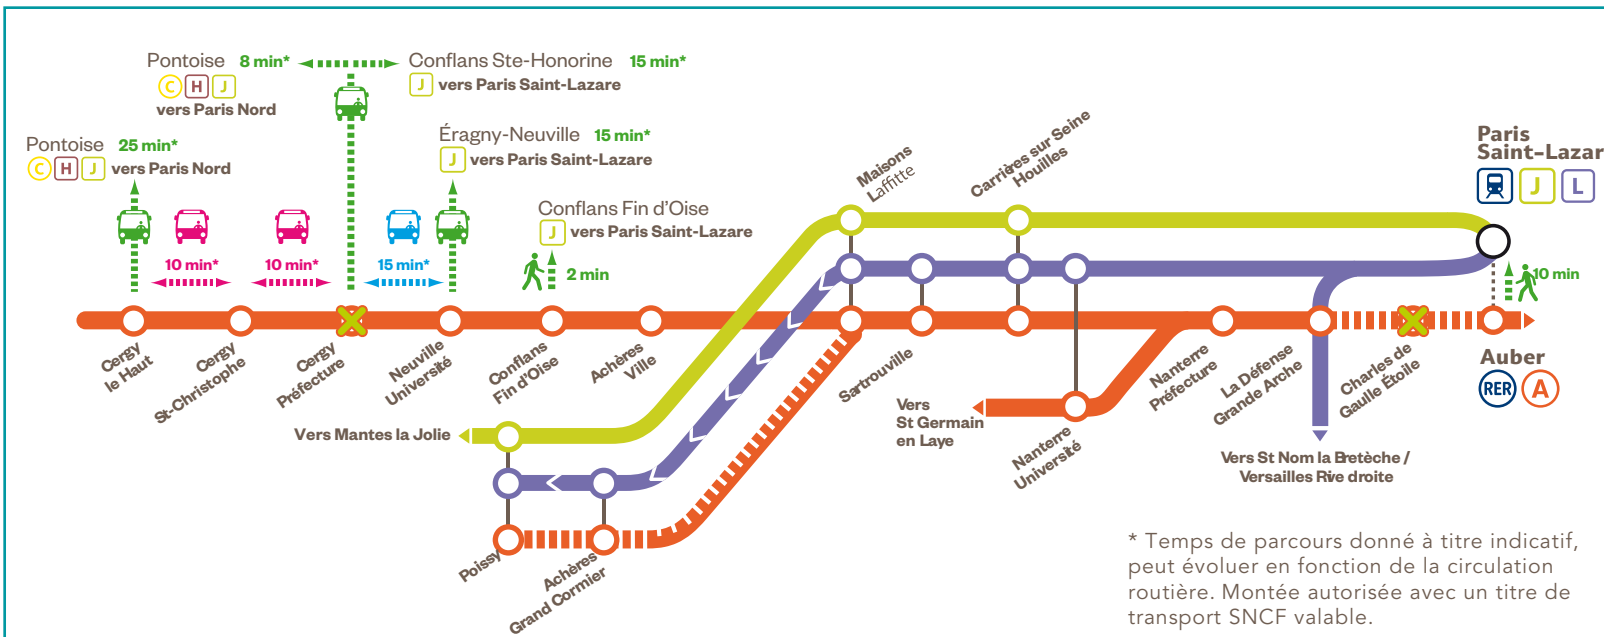 Pontoise 8 min*
C H J
vers Paris Nord
Conflans Ste-Honorine 15 min*
J vers Paris Saint-Lazare
Pontoise 25 min*
C H J vers Paris Nord
Éragny-Neuville 15 min*
J vers Paris Saint-Lazare
Conflans Fin d'Oise
J vers Paris Saint-Lazare
2 min
10 min*
10 min*
15 min*
Maisons
Laffitte
Carrières sur Seine
Houilles
Paris
Saint-Lazar
J L
10 min
Cergy
le Haut
Cergy
St-Christophe
Cergy
Préfecture
Neuville
Université
Conflans
Fin d'Oise
Achères
Ville
Sartrouville
Nanterre
Préfecture
La Défense
Grande Arche
Charles de
Gaulle Étoile
Auber
RER A
Vers Mantes la Jolie
Vers
St Germain
en Laye
Nanterre
Université
Vers St Nom la Bretèche /
Versailles Rive droite
Poissy
Achères
Grand Cormier
* Temps de parcours donné à titre indicatif,
peut évoluer en fonction de la circulation
routière. Montée autorisée avec un titre de
transport SNCF valable.